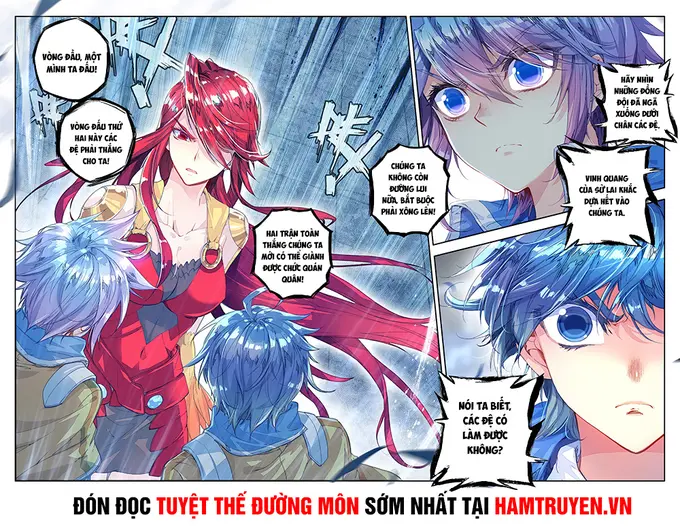 VÒNG ĐẤU, MỘT
MÌNH TA ĐẤU!
VÒNG ĐẤU THỨ
HAI NÀY CÁC
ĐỆ PHẢI THẮNG
CHO TA!
CHÚNG TA
KHÔNG CÒN
ĐƯỜNG LUI
NỮA, BẮT BUỘC
PHẢI XÔNG LÊN!
HAI TRẬN TOÀN
THẮNG CHÚNG TA
MỚI CÓ THỂ GIÀNH
ĐƯỢC CHỨC QUÁN
QUÂN!
HÃY NHÌN
NHỮNG ĐỒNG
ĐỘI ĐÃ NGÃ
XUỐNG DƯỚI
CHÂN CÁC ĐỆ.
VINH QUANG
CỦA SỬ LAI KHẮC
DỰA HẾT VÀO
CHÚNG TA.
NÓI TA BIẾT,
CÁC ĐỆ CÓ
LÀM ĐƯỢC
KHÔNG?
ĐÓN ĐỌC TUYỆT THẾ ĐƯỜNG MÔN SỚM NHẤT TẠI HAMTRUYEN.VN